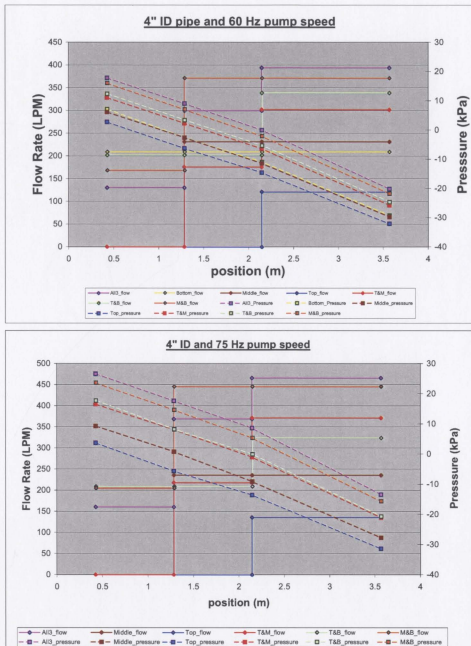 4" ID pipe and 60 Hz pump speed
Flow Rate (LPM)
450
400
350
300
250
200
150
100
50
0
30
20
10
0
-10
-20
-30
-40
Presssure (kPa)
0 0.5 1 1.5 2 2.5 3 3.5 4
position (m)
All3_flow Bottom_flow Middle_flow Top_flow T&M_flow
T&B_flow M&B_flow All3_Pressure Bottom_Pressure Middle_pressure
Top_pressure T&M_pressure T&B_pressure M&B_pressure
4" ID and 75 Hz pump speed
Flow Rate (LPM)
500
450
400
350
300
250
200
150
100
50
0
30
20
10
0
-10
-20
-30
-40
Pressure (kPa)
0 0.5 1 1.5 2 2.5 3 3.5 4
position (m)
All3_flow Middle_flow Top_flow T&M_flow T&B_flow M&B_flow
All3_pressure Middle_pressure Top_pressure T&M_pressure T&B_pressure M&B_pressure